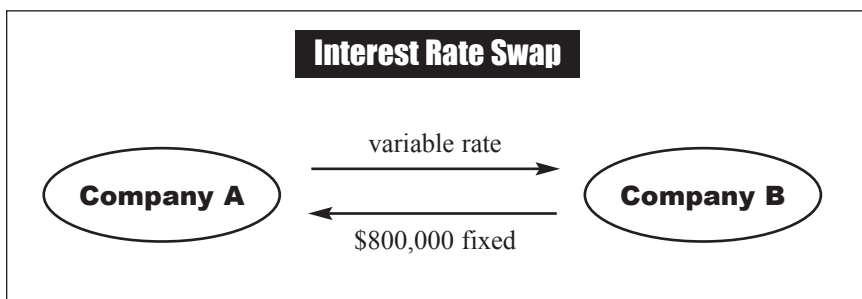 Interest Rate Swap
variable rate
Company A
Company B
$800,000 fixed